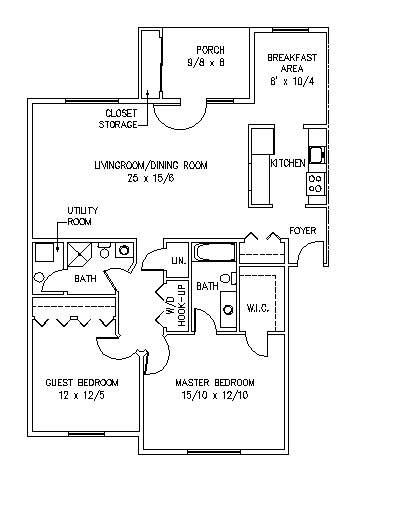 PORCH
9/8 x 8
BREAKFAST
AREA
8' x 10/4
CLOSET
STORAGE
LIVINGROOM/DINING ROOM
25 x 15/6
KITCHEN
UTILITY
ROOM
FOYER
LIN.
BATH
BATH
W/D
HOOK-UP
W.I.C.
GUEST BEDROOM
12 x 12/5
MASTER BEDROOM
15/10 x 12/10